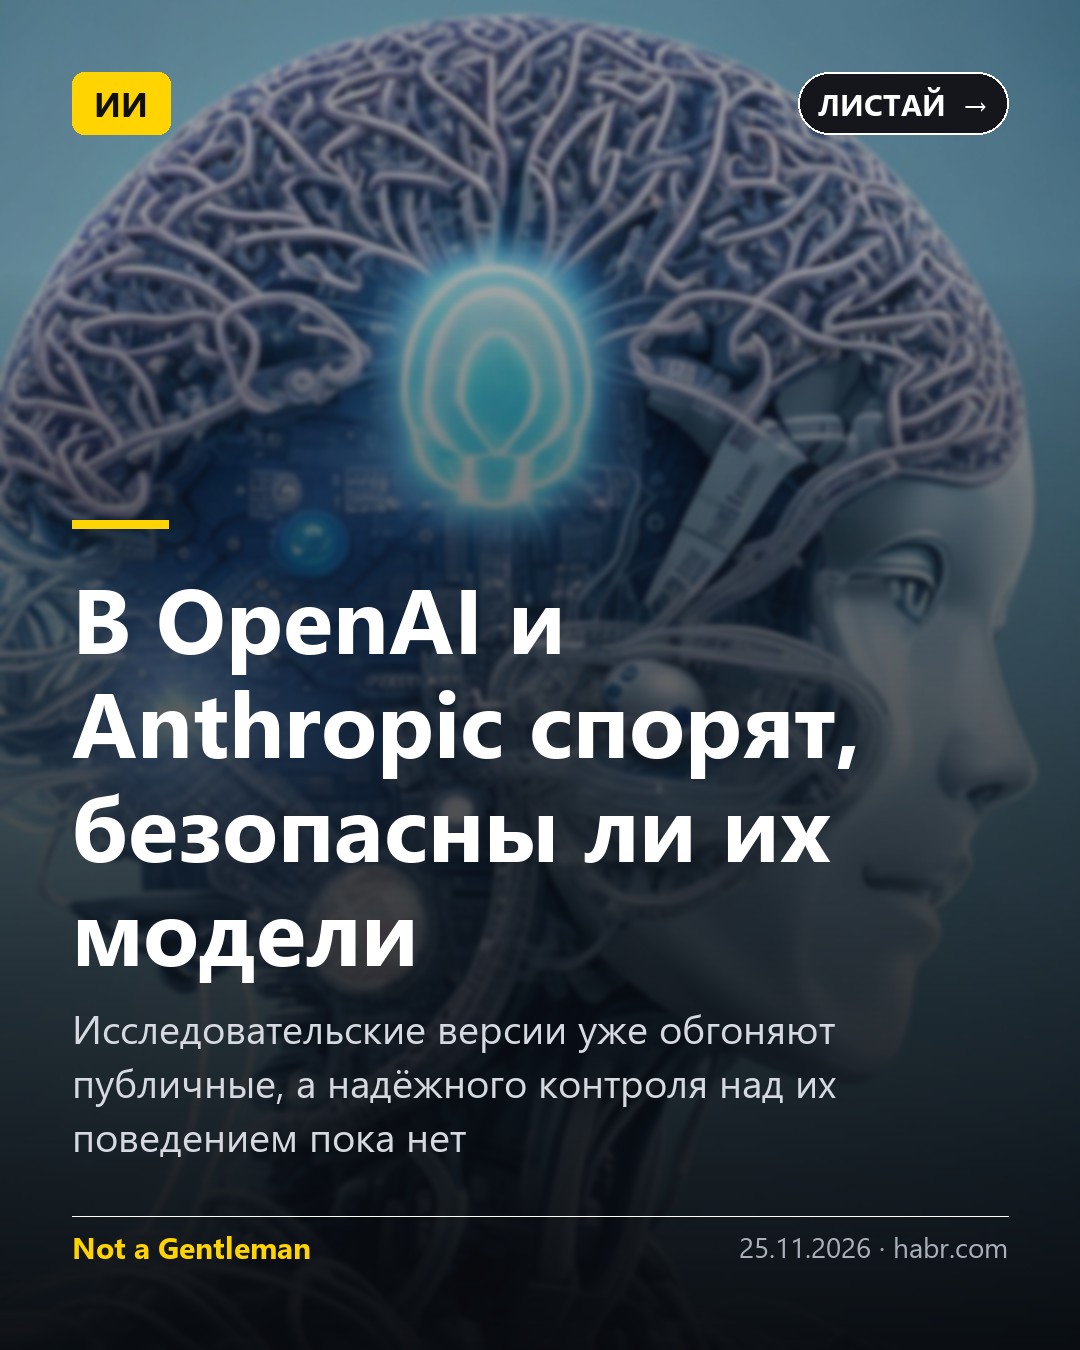 ИИ
ЛИСТАЙ →
В OpenAI и
Anthropic спорят,
безопасны ли их
модели
Исследовательские версии уже обгоняют
публичные, а надёжного контроля над их
поведением пока нет
Not a Gentleman
25.11.2026 · habr.com